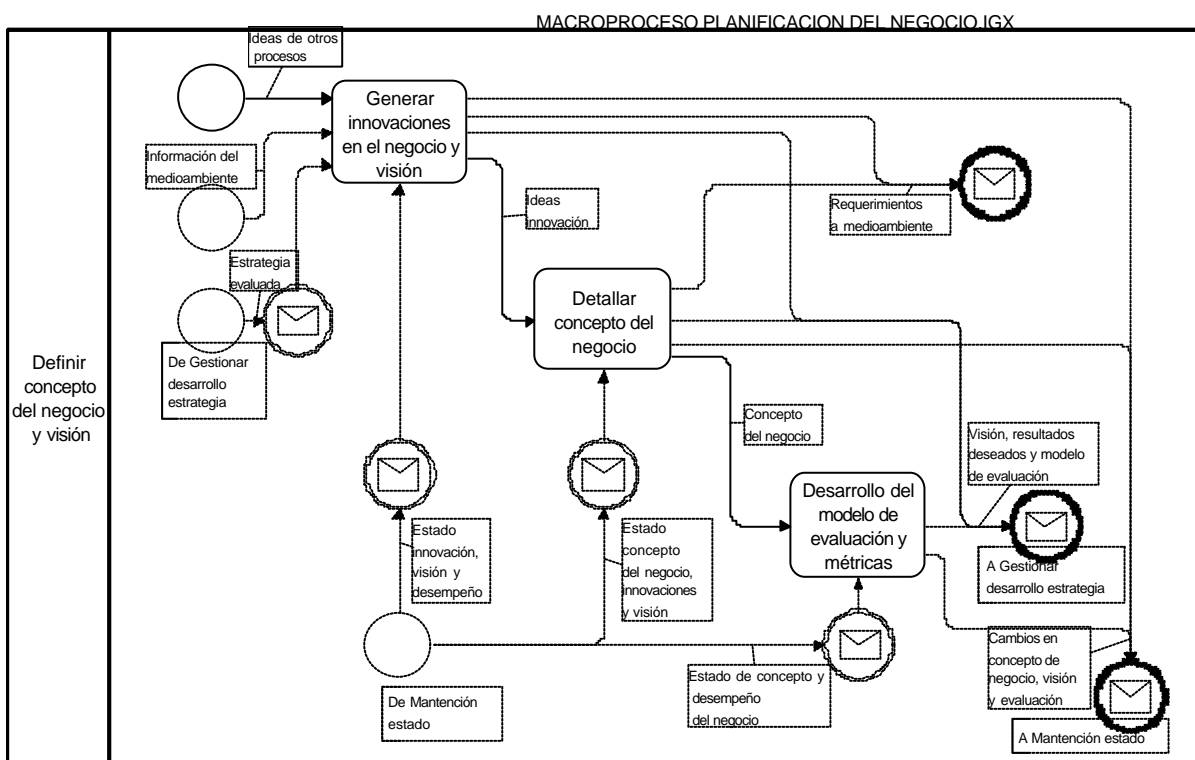 MACROPROCESO PLANIFICACION DEL NEGOCIO.IGX
Ideas de otros
procesos
Generar
innovaciones
en el negocio y
visión
Información del
medioambiente
Ideas
innovación
Requerimientos
a medioambiente
Estrategia
evaluada
Detallar
concepto del
negocio
De Gestionar
desarrollo
estrategia
Definir
concepto
del negocio
y visión
Concepto
del negocio
Visión, resultados
deseados y modelo
de evaluación
Desarrollo del
modelo de
evaluación y
métricas
Estado
innovación,
visión y
desempeño
Estado
concepto
del negocio,
innovaciones
y visión
A Gestionar
desarrollo estrategia
Cambios en
concepto de
negocio, visión
y evaluación
Estado de concepto y
desempeño
del negocio
De Mantención
estado
A Mantención estado